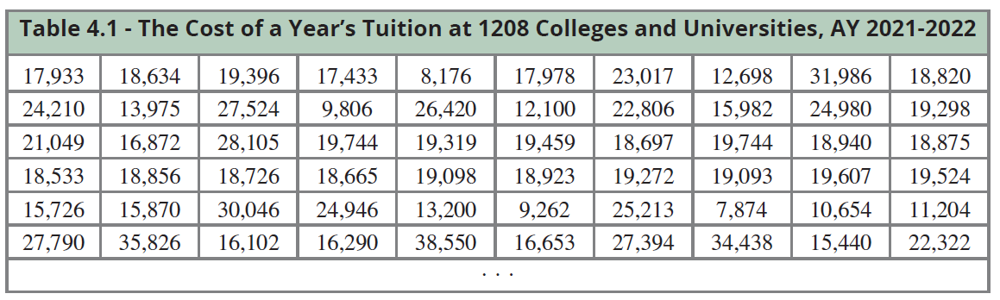 Table 4.1 - The Cost of a Year's Tuition at 1208 Colleges and Universities, AY 2021-2022
17,933 18,634 19,396 17,433 8,176 17,978 23,017 12,698 31,986 18,820
24,210 13,975 27,524 9,806 26,420 12,100 22,806 15,982 24,980 19,298
21,049 16,872 28,105 19,744 19,319 19,459 18,697 19,744 18,940 18,875
18,533 18,856 18,726 18,665 19,098 18,923 19,272 19,093 19,607 19,524
15,726 15,870 30,046 24,946 13,200 9,262 25,213 7,874 10,654 11,204
27,790 35,826 16,102 16,290 38,550 16,653 27,394 34,438 15,440 22,322
. . .